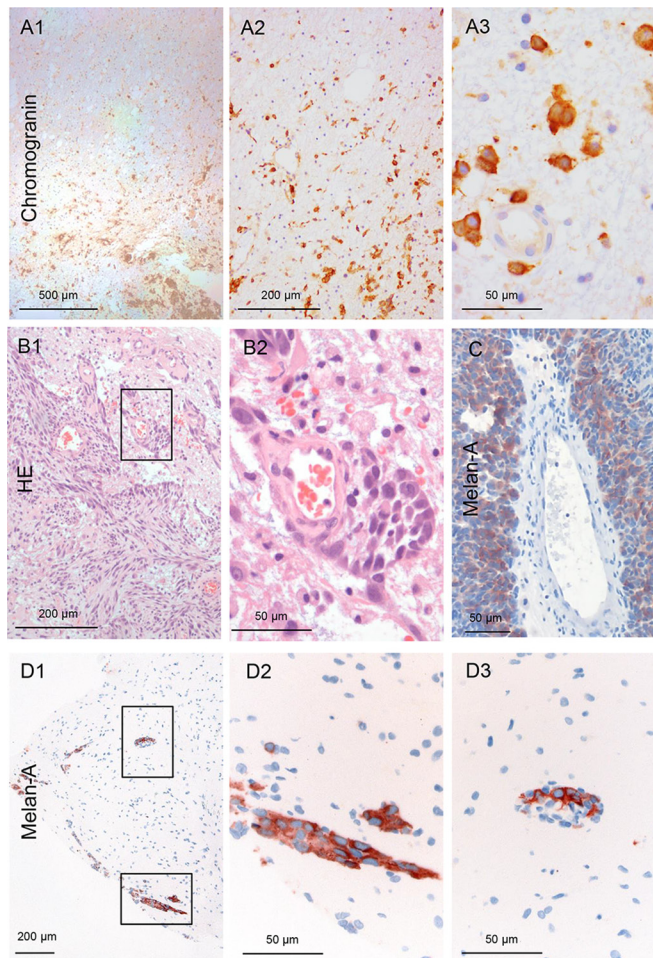 A1
A2
A3
Chromogranin
500 µm
200 µm
50 µm
B1
B2
C
HE
Melan-A
200 µm
50 µm
50 µm
D1
D2
D3
Melan-A
200 µm
50 µm
50 µm